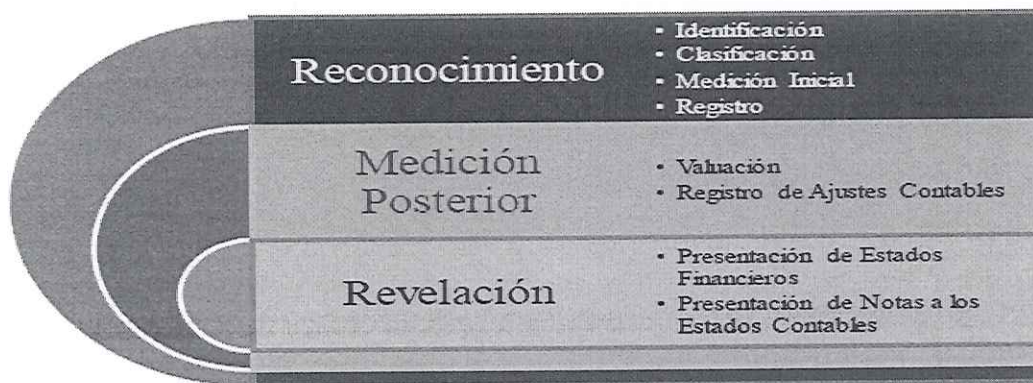 Reconocimiento
• Identificación
• Clasificación
• Medición Inicial
• Registro
Medición
Posterior
• Valuación
• Registro de Ajustes Contables
Revelación
• Presentación de Estados
Financieros
• Presentación de Notas a los
Estados Contables